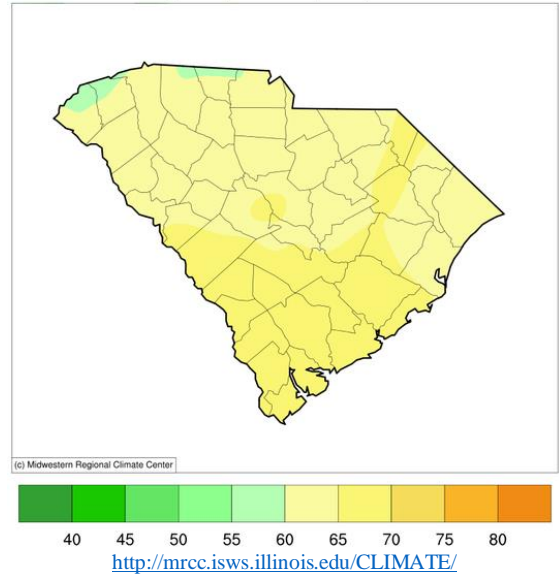 (c) Midwestern Regional Climate Center
40 45 50 55 60 65 70 75 80
http://mrcc.isws.illinois.edu/CLIMATE/